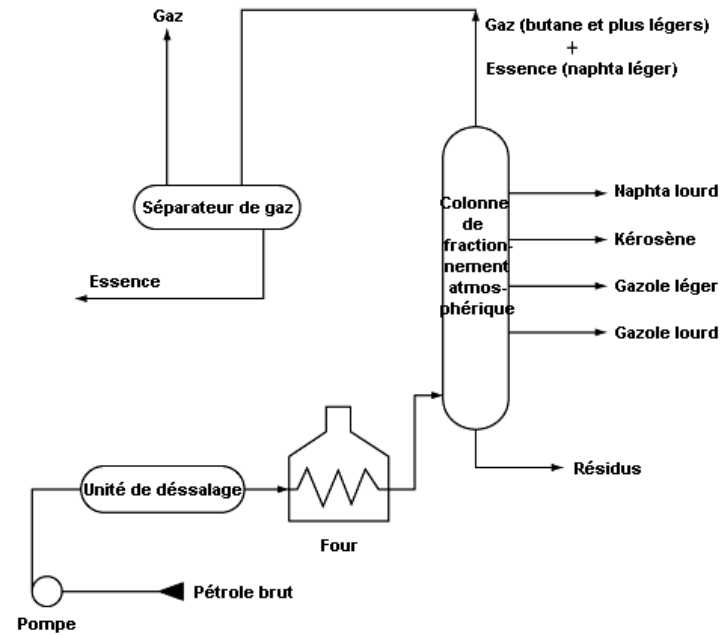 Gaz
Gaz (butane et plus légers)
+
Essence (naphta léger)
Séparateur de gaz
Essence
Colonne
de
fraction-
nement
atmos-
phérique
Naphta lourd
Kérosène
Gazole léger
Gazole lourd
Résidus
Unité de déssalage
Four
Pétrole brut
Pompe